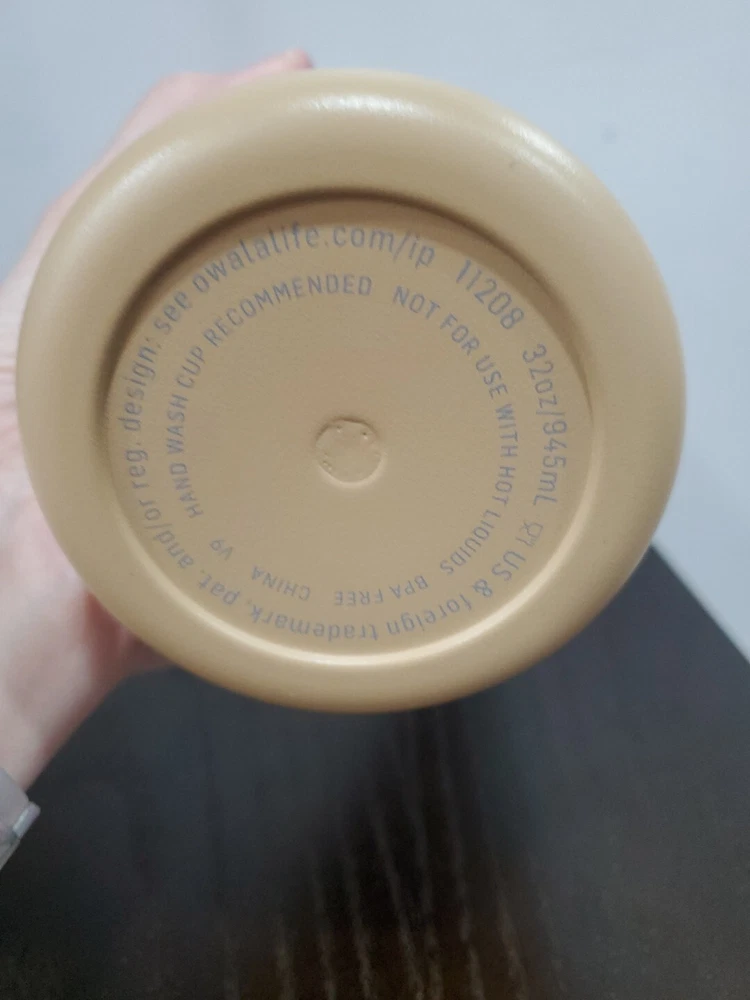 US & foreign trademark, pat. and/or reg. design: see owalalife.com/ip 11208 32oz/945mL
HAND WASH CUP RECOMMENDED NOT FOR USE WITH HOT LIQUIDS BPA FREE CHINA V9